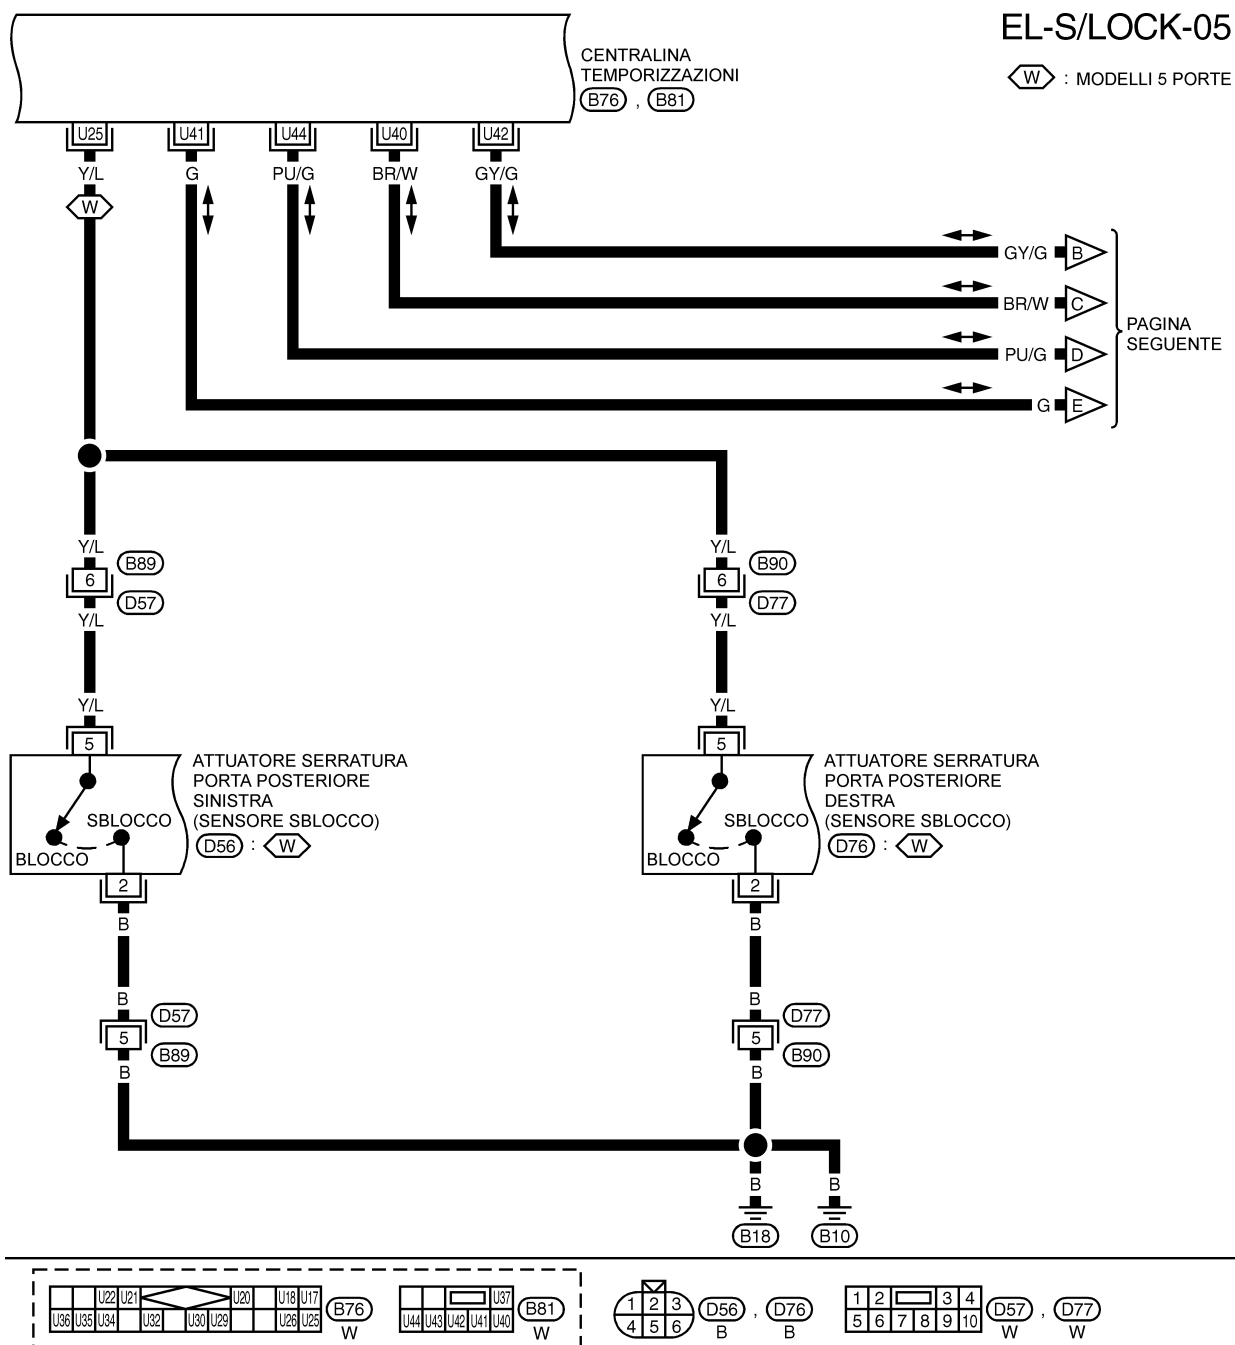 EL-S/LOCK-05
CENTRALINA
TEMPORIZZAZIONI
B76 , B81
W : MODELLI 5 PORTE
U25 U41 U44 U40 U42
Y/L G PU/G BR/W GY/G
W
GY/G B
BR/W C
PU/G D
G E
PAGINA
SEGUENTE
Y/L Y/L
B89 B90
6 6
D57 D77
Y/L Y/L
Y/L Y/L
5 5
ATTUATORE SERRATURA
PORTA POSTERIORE
SINISTRA
(SENSORE SBLOCCO)
D56 : W
SBLOCCO
BLOCCO
ATTUATORE SERRATURA
PORTA POSTERIORE
DESTRA
(SENSORE SBLOCCO)
D76 : W
SBLOCCO
BLOCCO
2 2
B B
B B
D57 D77
5 5
B89 B90
B B
B B
B18 B10
U22 U21 U20 U18 U17
U36 U35 U34 U32 U30 U29 U26 U25
B76
W
U37
U44 U43 U42 U41 U40
B81
W
1 2 3
4 5 6
D56 , D76
B B
1 2 3 4
5 6 7 8 9 10
D57 , D77
W W